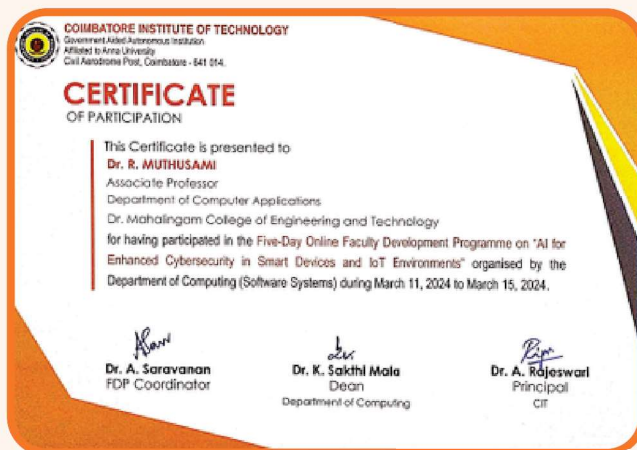 COIMBATORE INSTITUTE OF TECHNOLOGY
Government Aided Autonomous Institution
Affiliated to Anna University
Civil Aerodrome Post, Coimbatore - 641 014.
CERTIFICATE
OF PARTICIPATION
This Certificate is presented to
Dr. R. MUTHUSAMI
Associate Professor
Department of Computer Applications
Dr. Mahalingam College of Engineering and Technology
for having participated in the Five-Day Online Faculty Development Programme on "AI for
Enhanced Cybersecurity in Smart Devices and IoT Environments" organised by the
Department of Computing (Software Systems) during March 11, 2024 to March 15, 2024.
Dr. A. Saravanan Dr. K. Sakthi Mala Dr. A. Rajeswari
FDP Coordinator Dean Principal
Department of Computing CIT